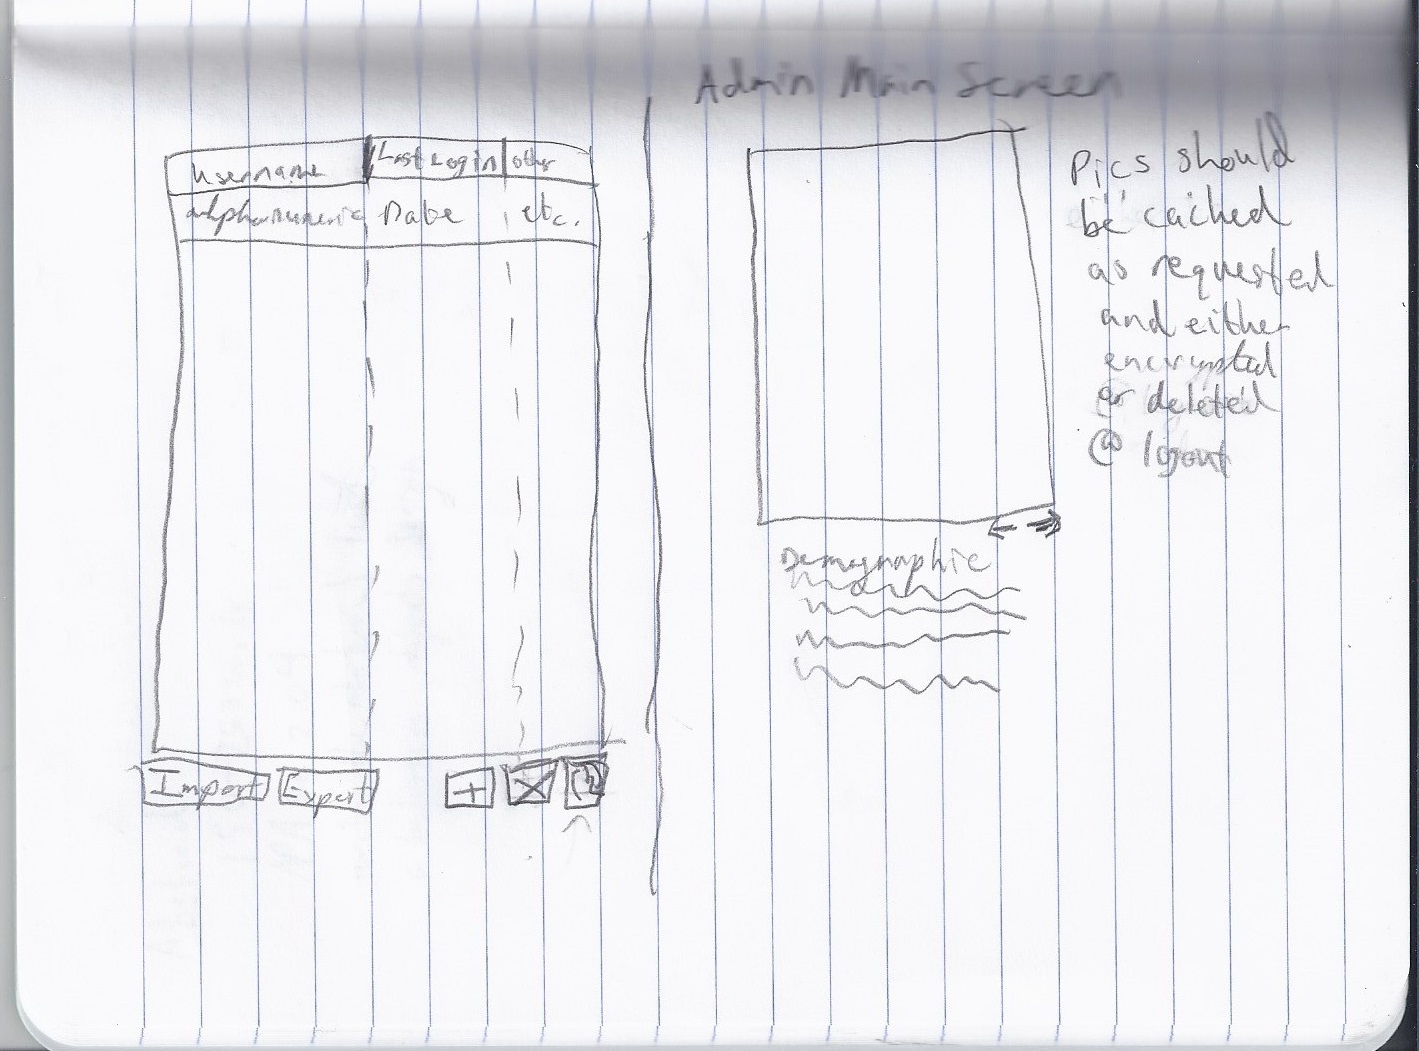 Admin Main Screen
Username Last Login other
alphanumeric Date etc.
Import Export
Demographic
Pics should
be cached
as requested
and either
encrypted
or deleted
@ logout